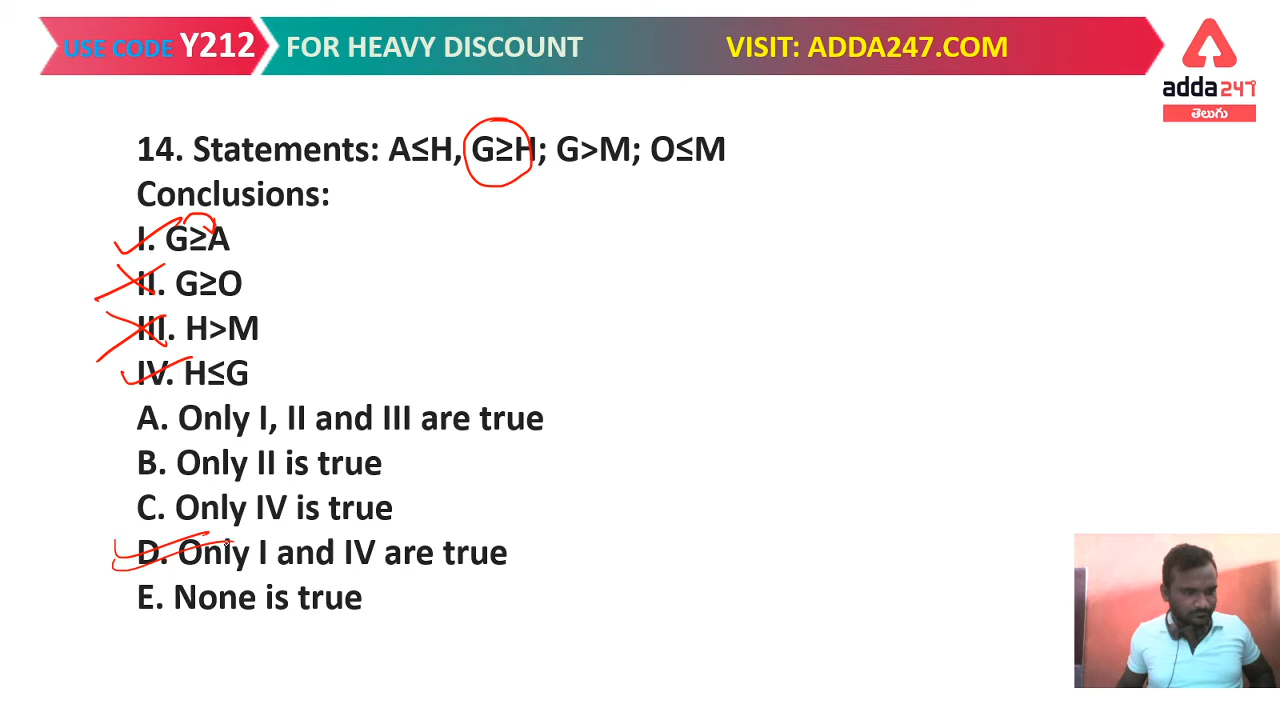 USE CODE Y212 FOR HEAVY DISCOUNT VISIT: ADDA247.COM
adda247
తెలుగు
14. Statements: A≤H, G≥H; G>M; O≤M
Conclusions:
I. G≥A
II. G≥O
III. H>M
IV. H≤G
A. Only I, II and III are true
B. Only II is true
C. Only IV is true
D. Only I and IV are true
E. None is true